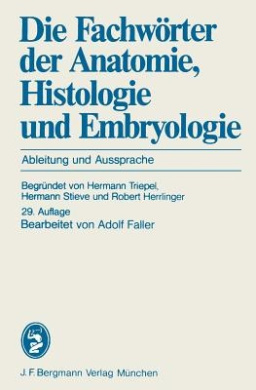 Die Fachwörter
der Anatomie,
Histologie
und Embryologie
Ableitung und Aussprache
Begründet von Hermann Triepel,
Hermann Stieve und Robert Herrlinger
29. Auflage
Bearbeitet von Adolf Faller
J. F. Bergmann Verlag München